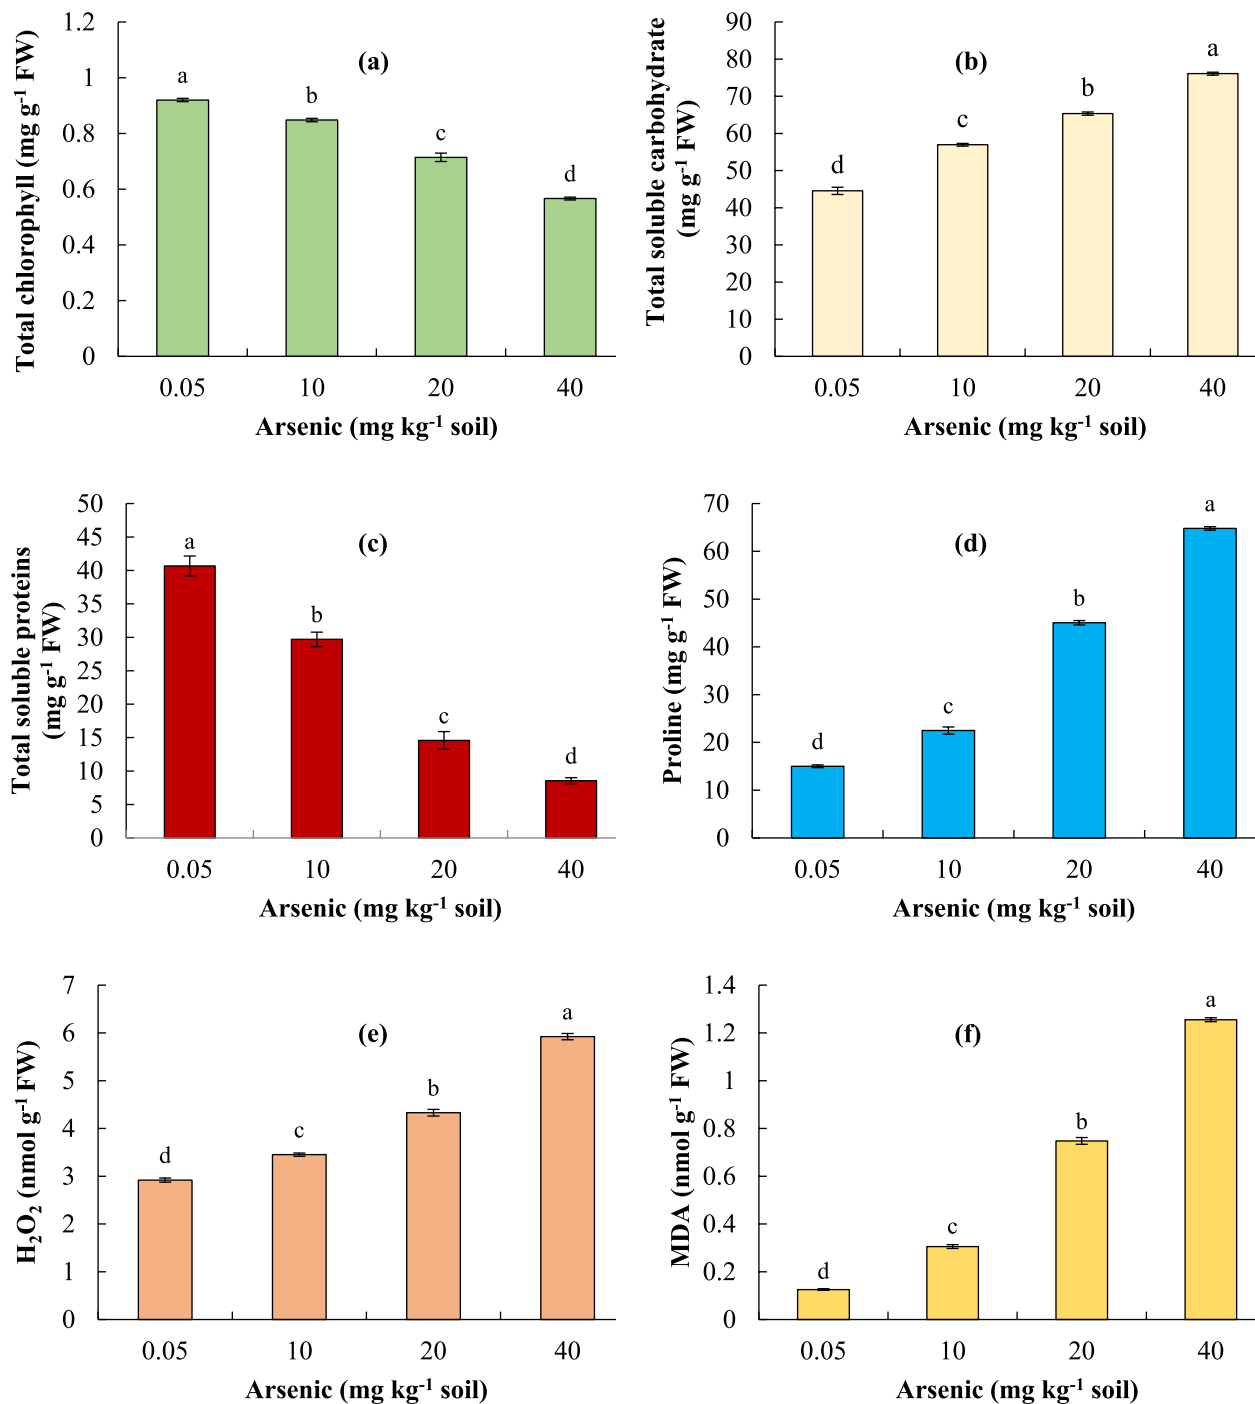 Total chlorophyll (mg g⁻¹ FW)
1.2
1
0.8
0.6
0.4
0.2
0
(a)
a
b
c
d
0.05 10 20 40
Arsenic (mg kg⁻¹ soil)
Total soluble carbohydrate
(mg g⁻¹ FW)
90
80
70
60
50
40
30
20
10
0
(b)
d
c
b
a
0.05 10 20 40
Arsenic (mg kg⁻¹ soil)
Total soluble proteins
(mg g⁻¹ FW)
50
45
40
35
30
25
20
15
10
5
0
(c)
a
b
c
d
0.05 10 20 40
Arsenic (mg kg⁻¹ soil)
Proline (mg g⁻¹ FW)
70
60
50
40
30
20
10
0
(d)
d
c
b
a
0.05 10 20 40
Arsenic (mg kg⁻¹ soil)
H₂O₂ (nmol g⁻¹ FW)
7
6
5
4
3
2
1
0
(e)
d
c
b
a
0.05 10 20 40
Arsenic (mg kg⁻¹ soil)
MDA (nmol g⁻¹ FW)
1.4
1.2
1
0.8
0.6
0.4
0.2
0
(f)
d
c
b
a
0.05 10 20 40
Arsenic (mg kg⁻¹ soil)